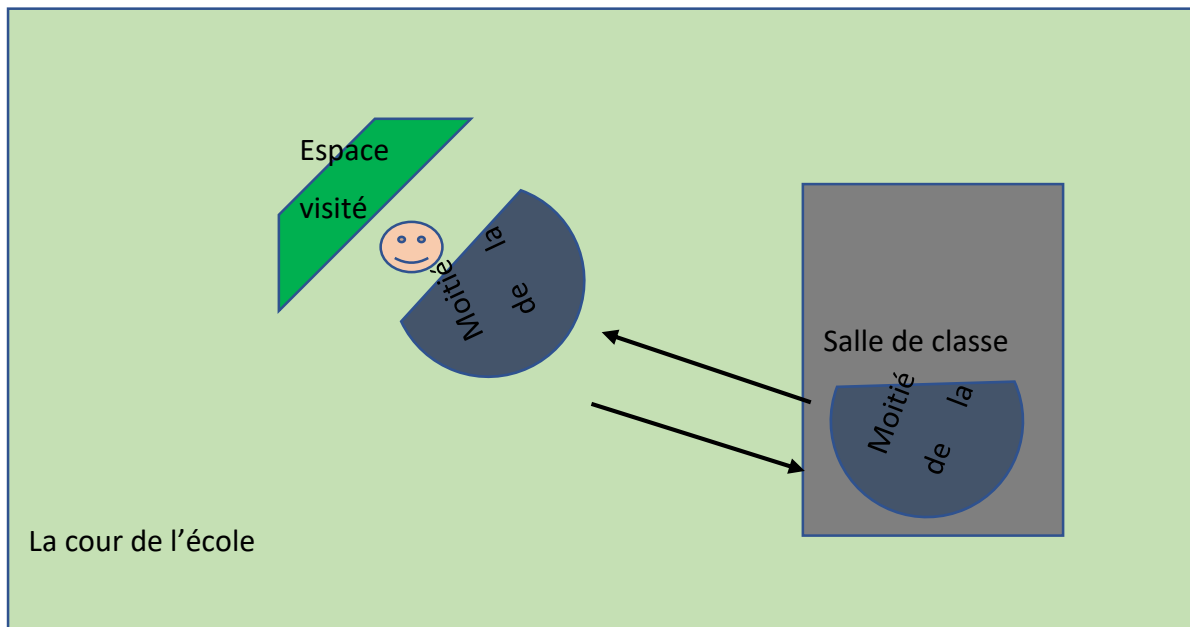 Espace
visité
Moitié
de la
Salle de classe
Moitié
de la
La cour de l'école